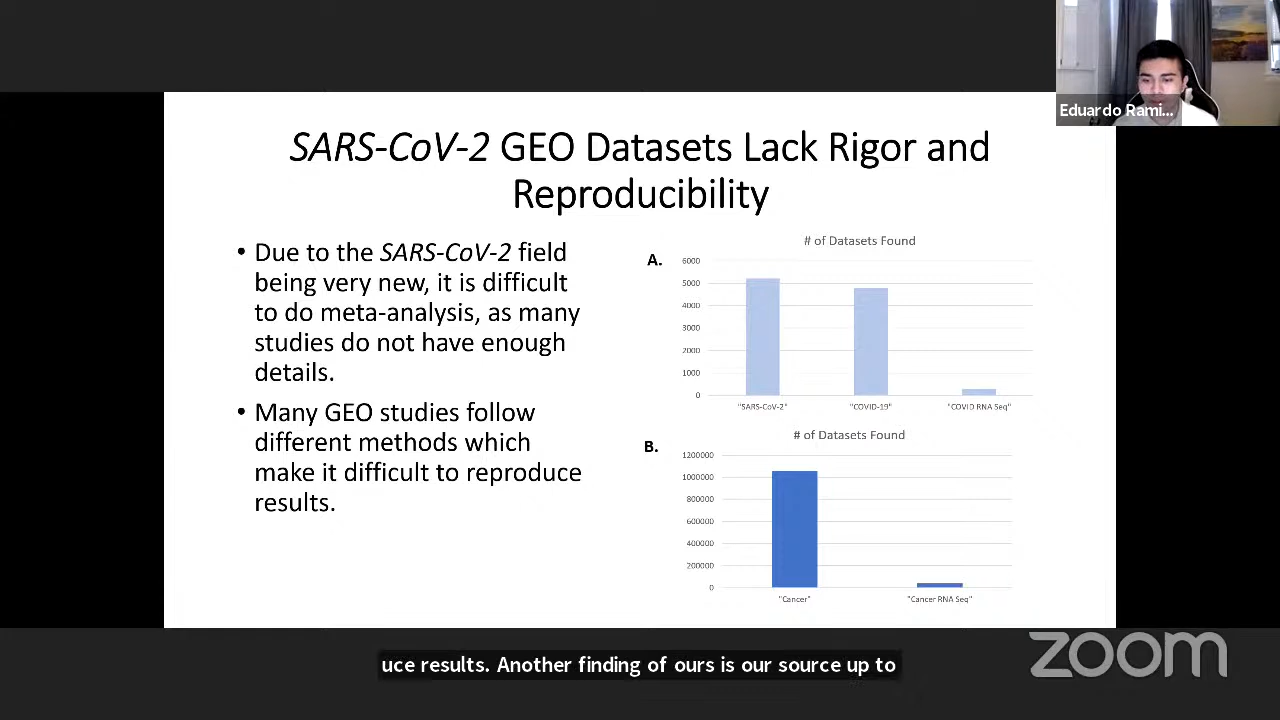 Eduardo Rami...
SARS-CoV-2 GEO Datasets Lack Rigor and
Reproducibility
• Due to the SARS-CoV-2 field
being very new, it is difficult
to do meta-analysis, as many
studies do not have enough
details.
• Many GEO studies follow
different methods which
make it difficult to reproduce
results.
# of Datasets Found
A.
6000
5000
4000
3000
2000
1000
0
"SARS-CoV-2" "COVID-19" "COVID RNA Seq"
# of Datasets Found
B.
1200000
1000000
800000
600000
400000
200000
0
"Cancer" "Cancer RNA Seq"
uce results. Another finding of ours is our source up to
zoom